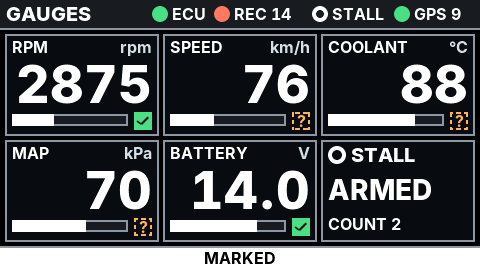 GAUGES ECU REC 14 STALL GPS 9
RPM rpm SPEED km/h COOLANT °C
2875 76 88
? ?
MAP kPa BATTERY V STALL
70 14.0 ARMED
? COUNT 2
MARKED